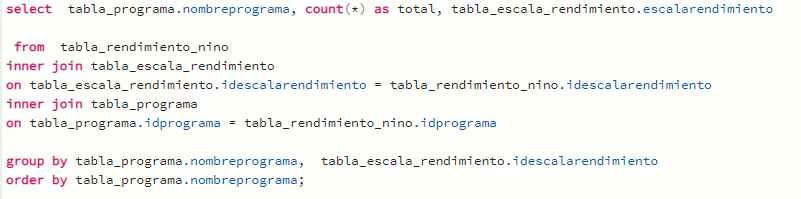 select tabla_programa.nombreprograma, count(*) as total, tabla_escala_rendimiento.escalarendimiento
from tabla_rendimiento_nino
inner join tabla_escala_rendimiento
on tabla_escala_rendimiento.idescalarendimiento = tabla_rendimiento_nino.idescalarendimiento
inner join tabla_programa
on tabla_programa.idprograma = tabla_rendimiento_nino.idprograma
group by tabla_programa.nombreprograma, tabla_escala_rendimiento.idescalarendimiento
order by tabla_programa.nombreprograma;